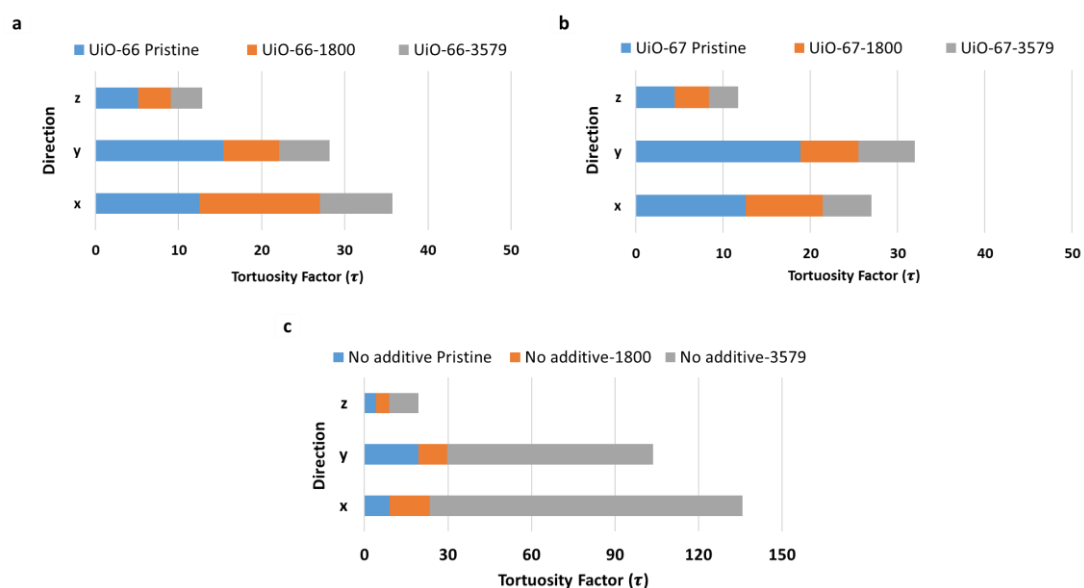 a
UiO-66 Pristine UiO-66-1800 UiO-66-3579
Direction
z
y
x
0 10 20 30 40 50
Tortuosity Factor (τ)
b
UiO-67 Pristine UiO-67-1800 UiO-67-3579
Direction
z
y
x
0 10 20 30 40 50
Tortuosity Factor (τ)
c
No additive Pristine No additive-1800 No additive-3579
Direction
z
y
x
0 30 60 90 120 150
Tortuosity Factor (τ)